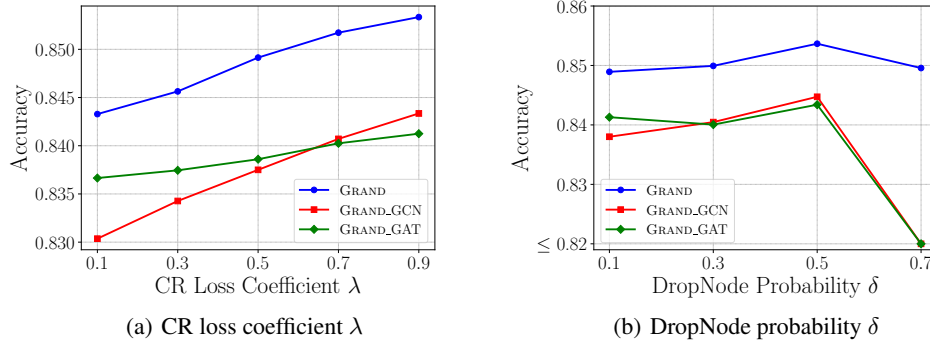 0.850
0.845
0.840
0.835
0.830
Accuracy
GRAND
GRAND_GCN
GRAND_GAT
0.1 0.3 0.5 0.7 0.9
CR Loss Coefficient λ
(a) CR loss coefficient λ
0.86
0.85
0.84
0.83
≤ 0.82
Accuracy
GRAND
GRAND_GCN
GRAND_GAT
0.1 0.3 0.5 0.7
DropNode Probability δ
(b) DropNode probability δ